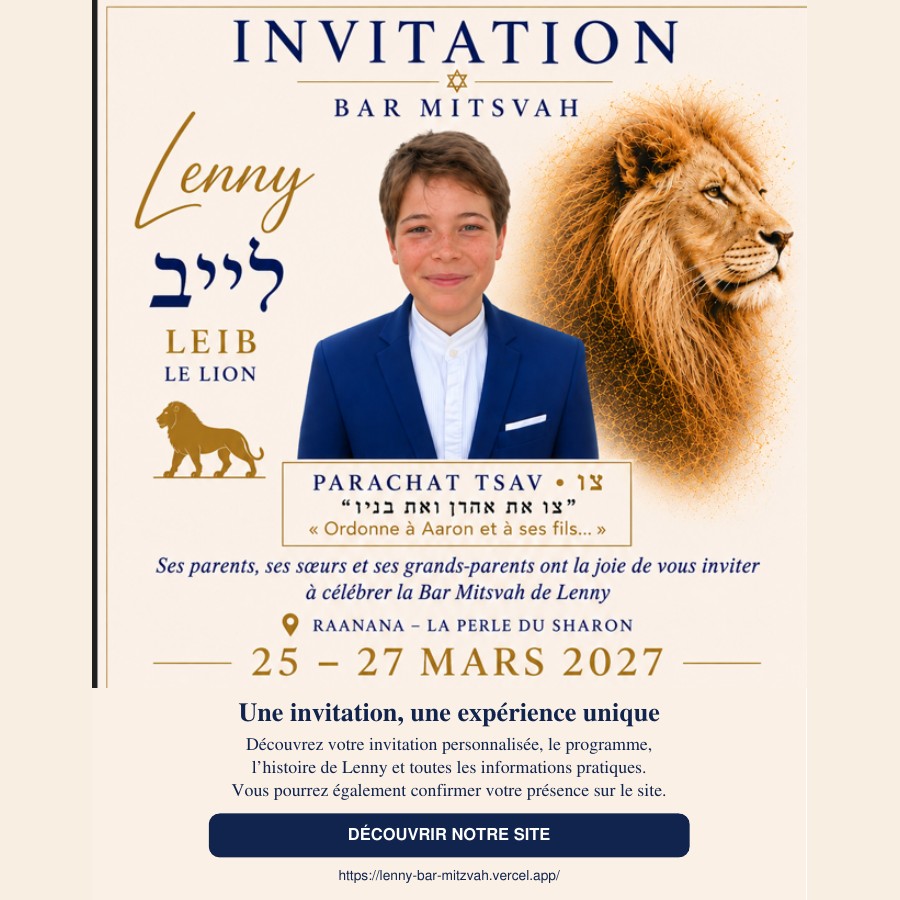 INVITATION
BAR MITSVAH
Lenny
לייב
LEIB
LE LION
PARACHAT TSAV • צו
“צו את אהרן ואת בניו”
« Ordonne à Aaron et à ses fils... »
Ses parents, ses sœurs et ses grands-parents ont la joie de vous inviter
à célébrer la Bar Mitsvah de Lenny
RAANANA – LA PERLE DU SHARON
25 – 27 MARS 2027
Une invitation, une expérience unique
Découvrez votre invitation personnalisée, le programme,
l’histoire de Lenny et toutes les informations pratiques.
Vous pourrez également confirmer votre présence sur le site.
DÉCOUVRIR NOTRE SITE
https://lenny-bar-mitzvah.vercel.app/